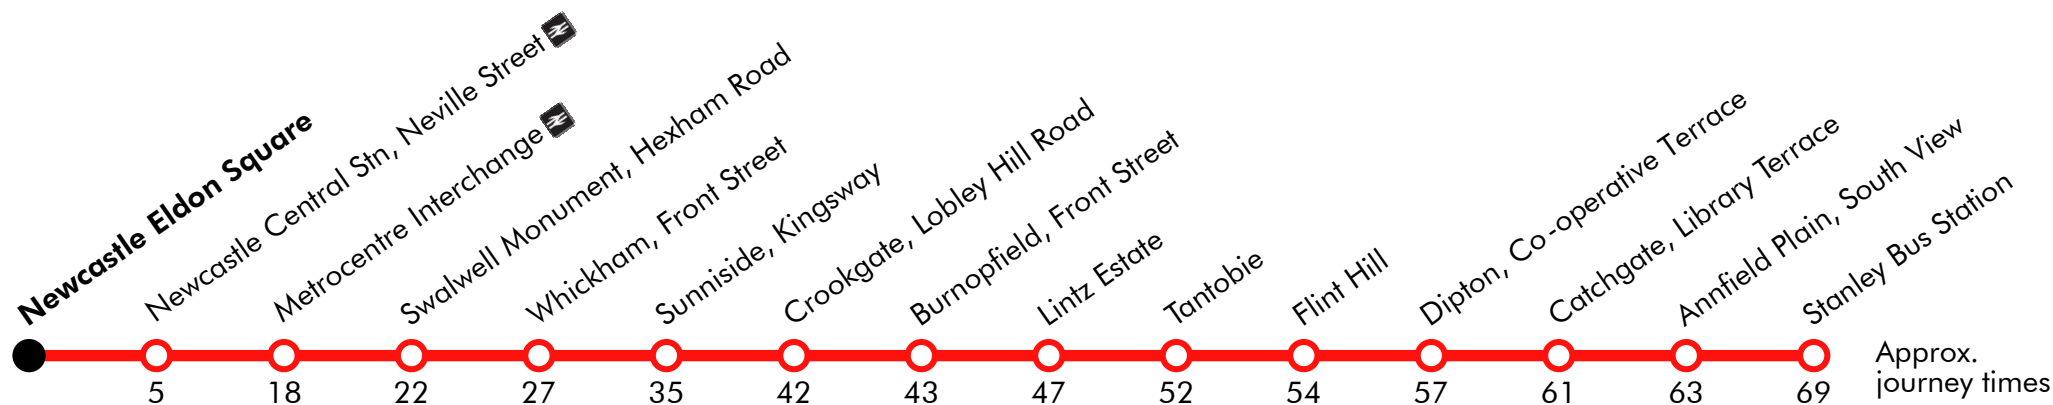 Newcastle Eldon Square
Newcastle Central Stn, Neville Street
Metrocentre Interchange
Swalwell Monument, Hexham Road
Whickham, Front Street
Sunniside, Kingsway
Crookgate, Lobley Hill Road
Burnopfield, Front Street
Lintz Estate
Tantobie
Flint Hill
Dipton, Co-operative Terrace
Catchgate, Library Terrace
Annfield Plain, South View
Stanley Bus Station
5 18 22 27 35 42 43 47 52 54 57 61 63 69
Approx.
journey times